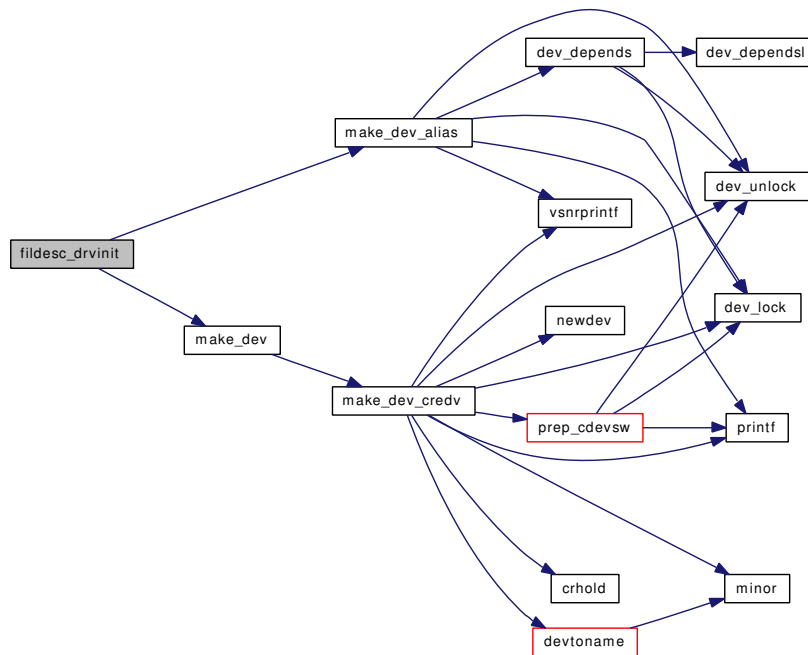 dev_depends
dev_dependsl
make_dev_alias
dev_unlock
vsnrprintf
fildesc_drvinit
dev_lock
newdev
make_dev
make_dev_credv
prep_cdevsw
printf
crhold
minor
devtoname